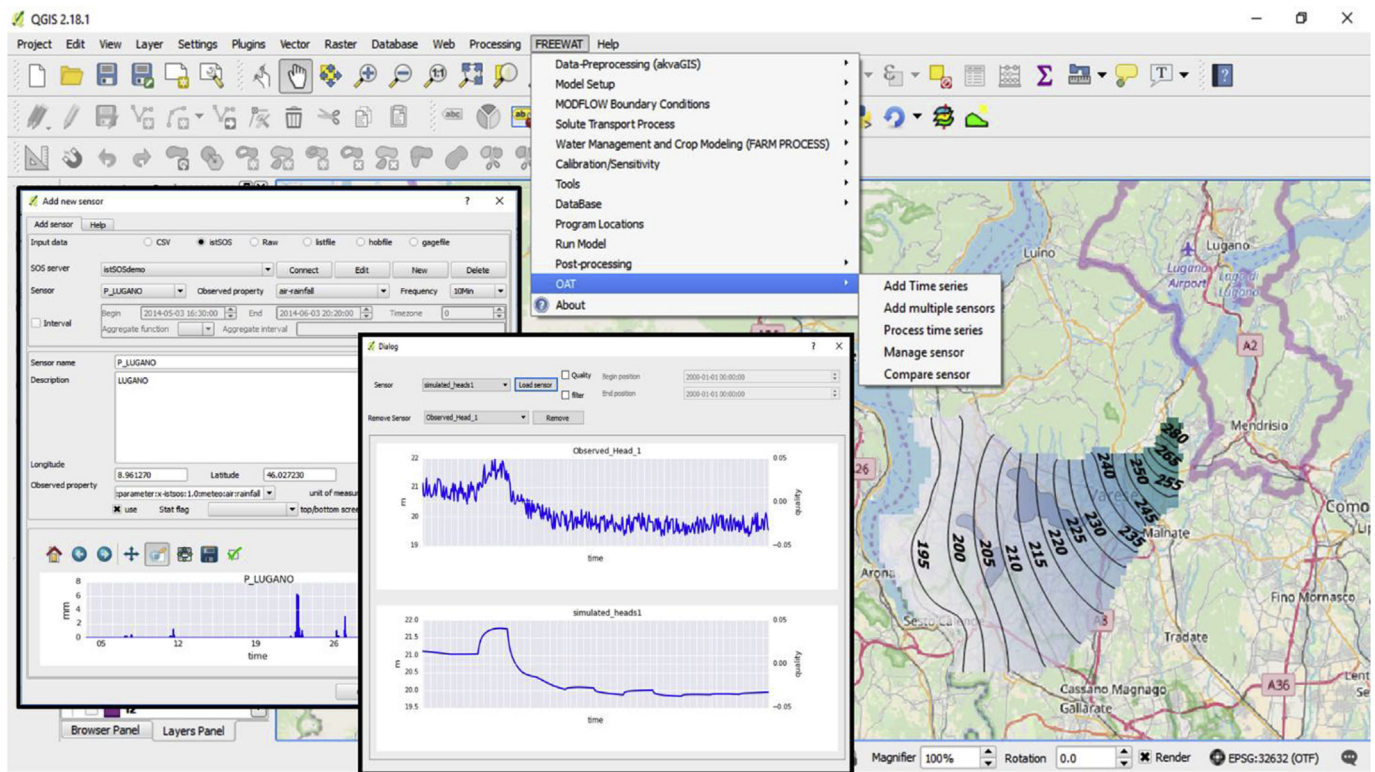 QGIS 2.18.1
Project Edit View Layer Settings Plugins Vector Raster Database Web Processing FREEWAT Help
Data-Preprocessing (akvaGIS)
Model Setup
MODFLOW Boundary Conditions
Solute Transport Process
Water Management and Crop Modeling (FARM PROCESS)
Calibration/Sensitivity
Tools
DataBase
Program Locations
Run Model
Post-processing
OAT
About
Add Time series
Add multiple sensors
Process time series
Manage sensor
Compare sensor
Add new sensor
Add sensor Help
Input data CSV istSOS Raw listfile hobfile gagefile
SOS server istSOSdemo Connect Edit New Delete
Sensor P_LUGANO Observed property air-rainfall Frequency 10Min
Interval Begin 2014-05-03 16:30:00 End 2014-06-03 20:20:00 Timezone 0
Aggregate function Aggregate interval
Sensor name P_LUGANO
Description LUGANO
Longitude 8.961270 Latitude 46.027230
Observed property :parameter:x-istsos:1.0:meteo:air:rainfall unit of measu
use Stat flag top/bottom scree
P_LUGANO
mm
8
6
4
2
0
05 12 19 26
time
Dialog
Sensor simulated_heads1 Load sensor Quality Begin position 2000-01-01 00:00:00
filter End position 2000-01-01 00:00:00
Remove Sensor Observed_Head_1 Remove
Observed_Head_1
22
21
20
19
m
0.05
0.00
-0.05
quality
time
simulated_heads1
22.0
21.5
21.0
20.5
20.0
19.5
m
0.05
0.00
-0.05
quality
time
Luino
Lugano
Lugano Airport
Lago di Lugano
A2
Mendrisio
26
Varese
Malnate
Como
Arona
Sesto Calende
A8
Tradate
Fino Mornasco
Cassano Magnago
Gallarate
A36
Lent
195
200
205
210
215
220
225
230
235
240
245
250
255
265
280
Browser Panel Layers Panel
Magnifier 100% Rotation 0.0 Render EPSG:32632 (OTF)